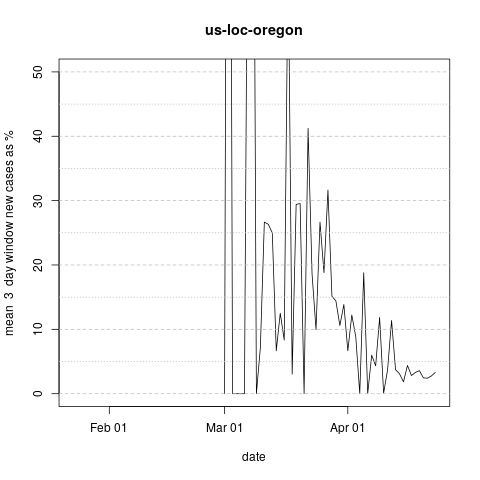 us-loc-oregon
mean  3  day window new cases as %
50
40
30
20
10
0
Feb 01
Mar 01
Apr 01
date